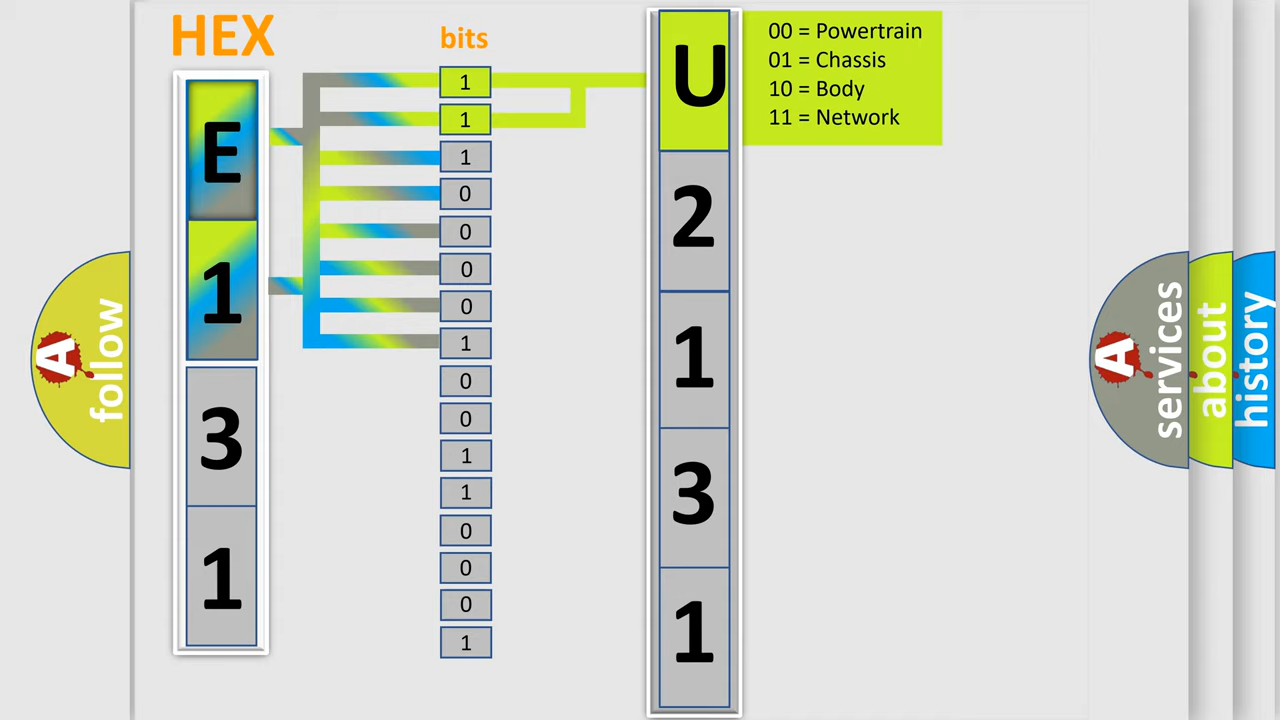 HEX
bits
E
1
3
1
1
1
1
0
0
0
0
1
0
0
1
1
0
0
0
1
U
2
1
3
1
00 = Powertrain
01 = Chassis
10 = Body
11 = Network
A
follow
A
services
about
history